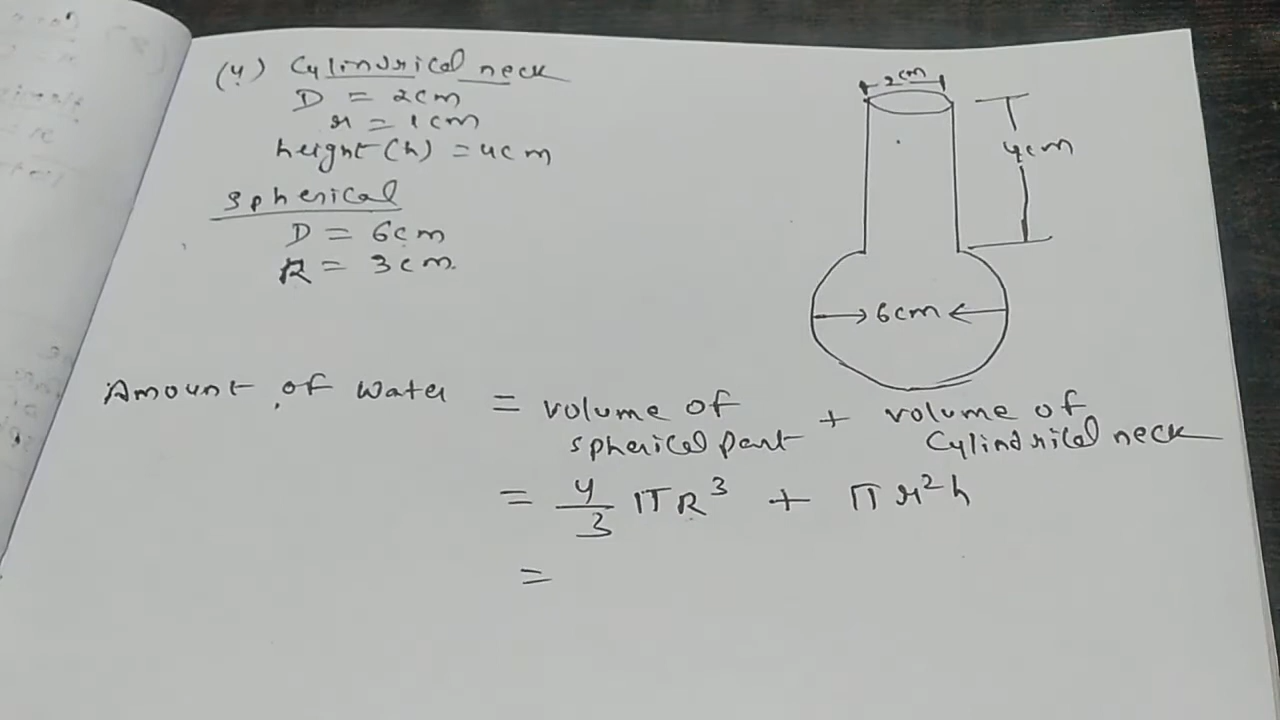 (4) Cylindrical neck
D = 2cm
r = 1cm
height(h) = 4cm
Spherical
D = 6cm
R = 3cm.
2cm
4cm
6cm
Amount of water = volume of spherical part + volume of Cylindrical neck
= 4/3 πR³ + πr²h
=